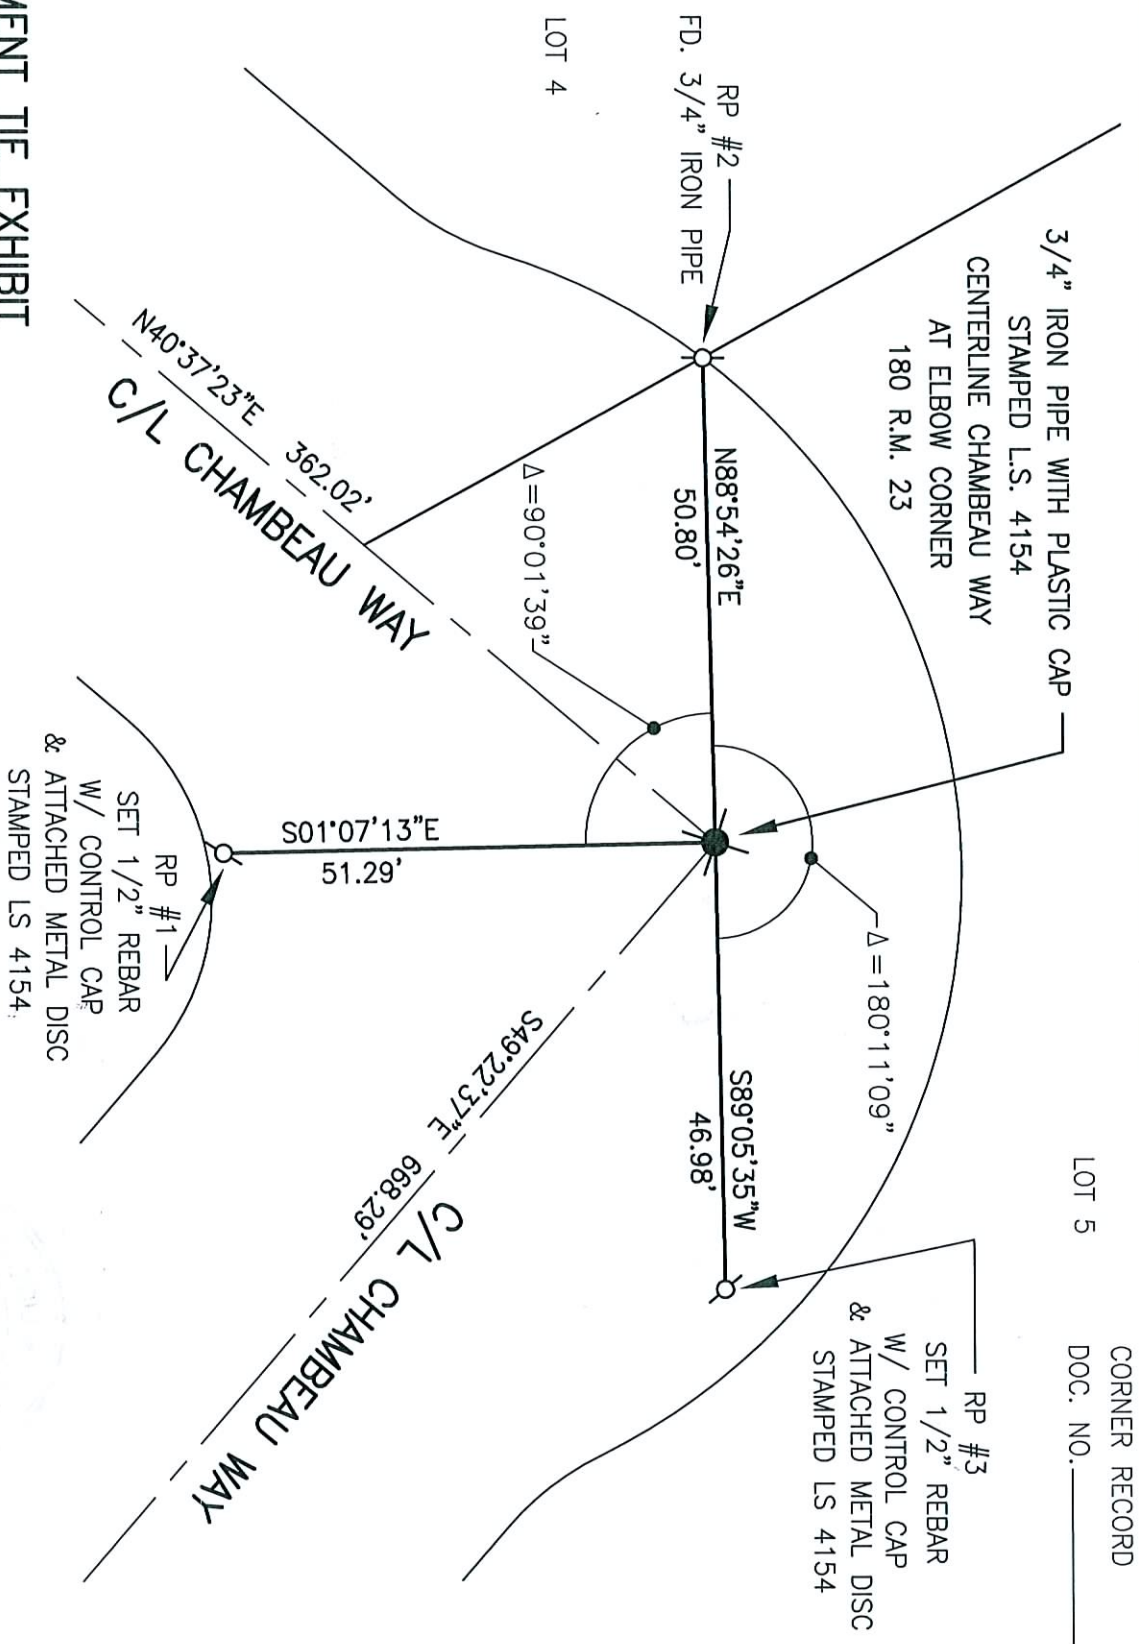 CORNER RECORD
DOC. NO.
LOT 5
3/4" IRON PIPE WITH PLASTIC CAP
STAMPED L.S. 4154
CENTERLINE CHAMBEAU WAY
AT ELBOW CORNER
180 R.M. 23
RP #2
FD. 3/4" IRON PIPE
LOT 4
N88°54'26"E
50.80'
Δ=90°01'39"
Δ=180°11'09"
S89°05'35"W
46.98'
RP #3
SET 1/2" REBAR
W/ CONTROL CAP
& ATTACHED METAL DISC
STAMPED LS 4154
N40°37'23"E 362.02'
C/L CHAMBEAU WAY
S01°07'13"E
51.29'
S49°22'37"E 668.29'
C/L CHAMBEAU WAY
RP #1
SET 1/2" REBAR
W/ CONTROL CAP
& ATTACHED METAL DISC
STAMPED LS 4154
TIE EXHIBIT